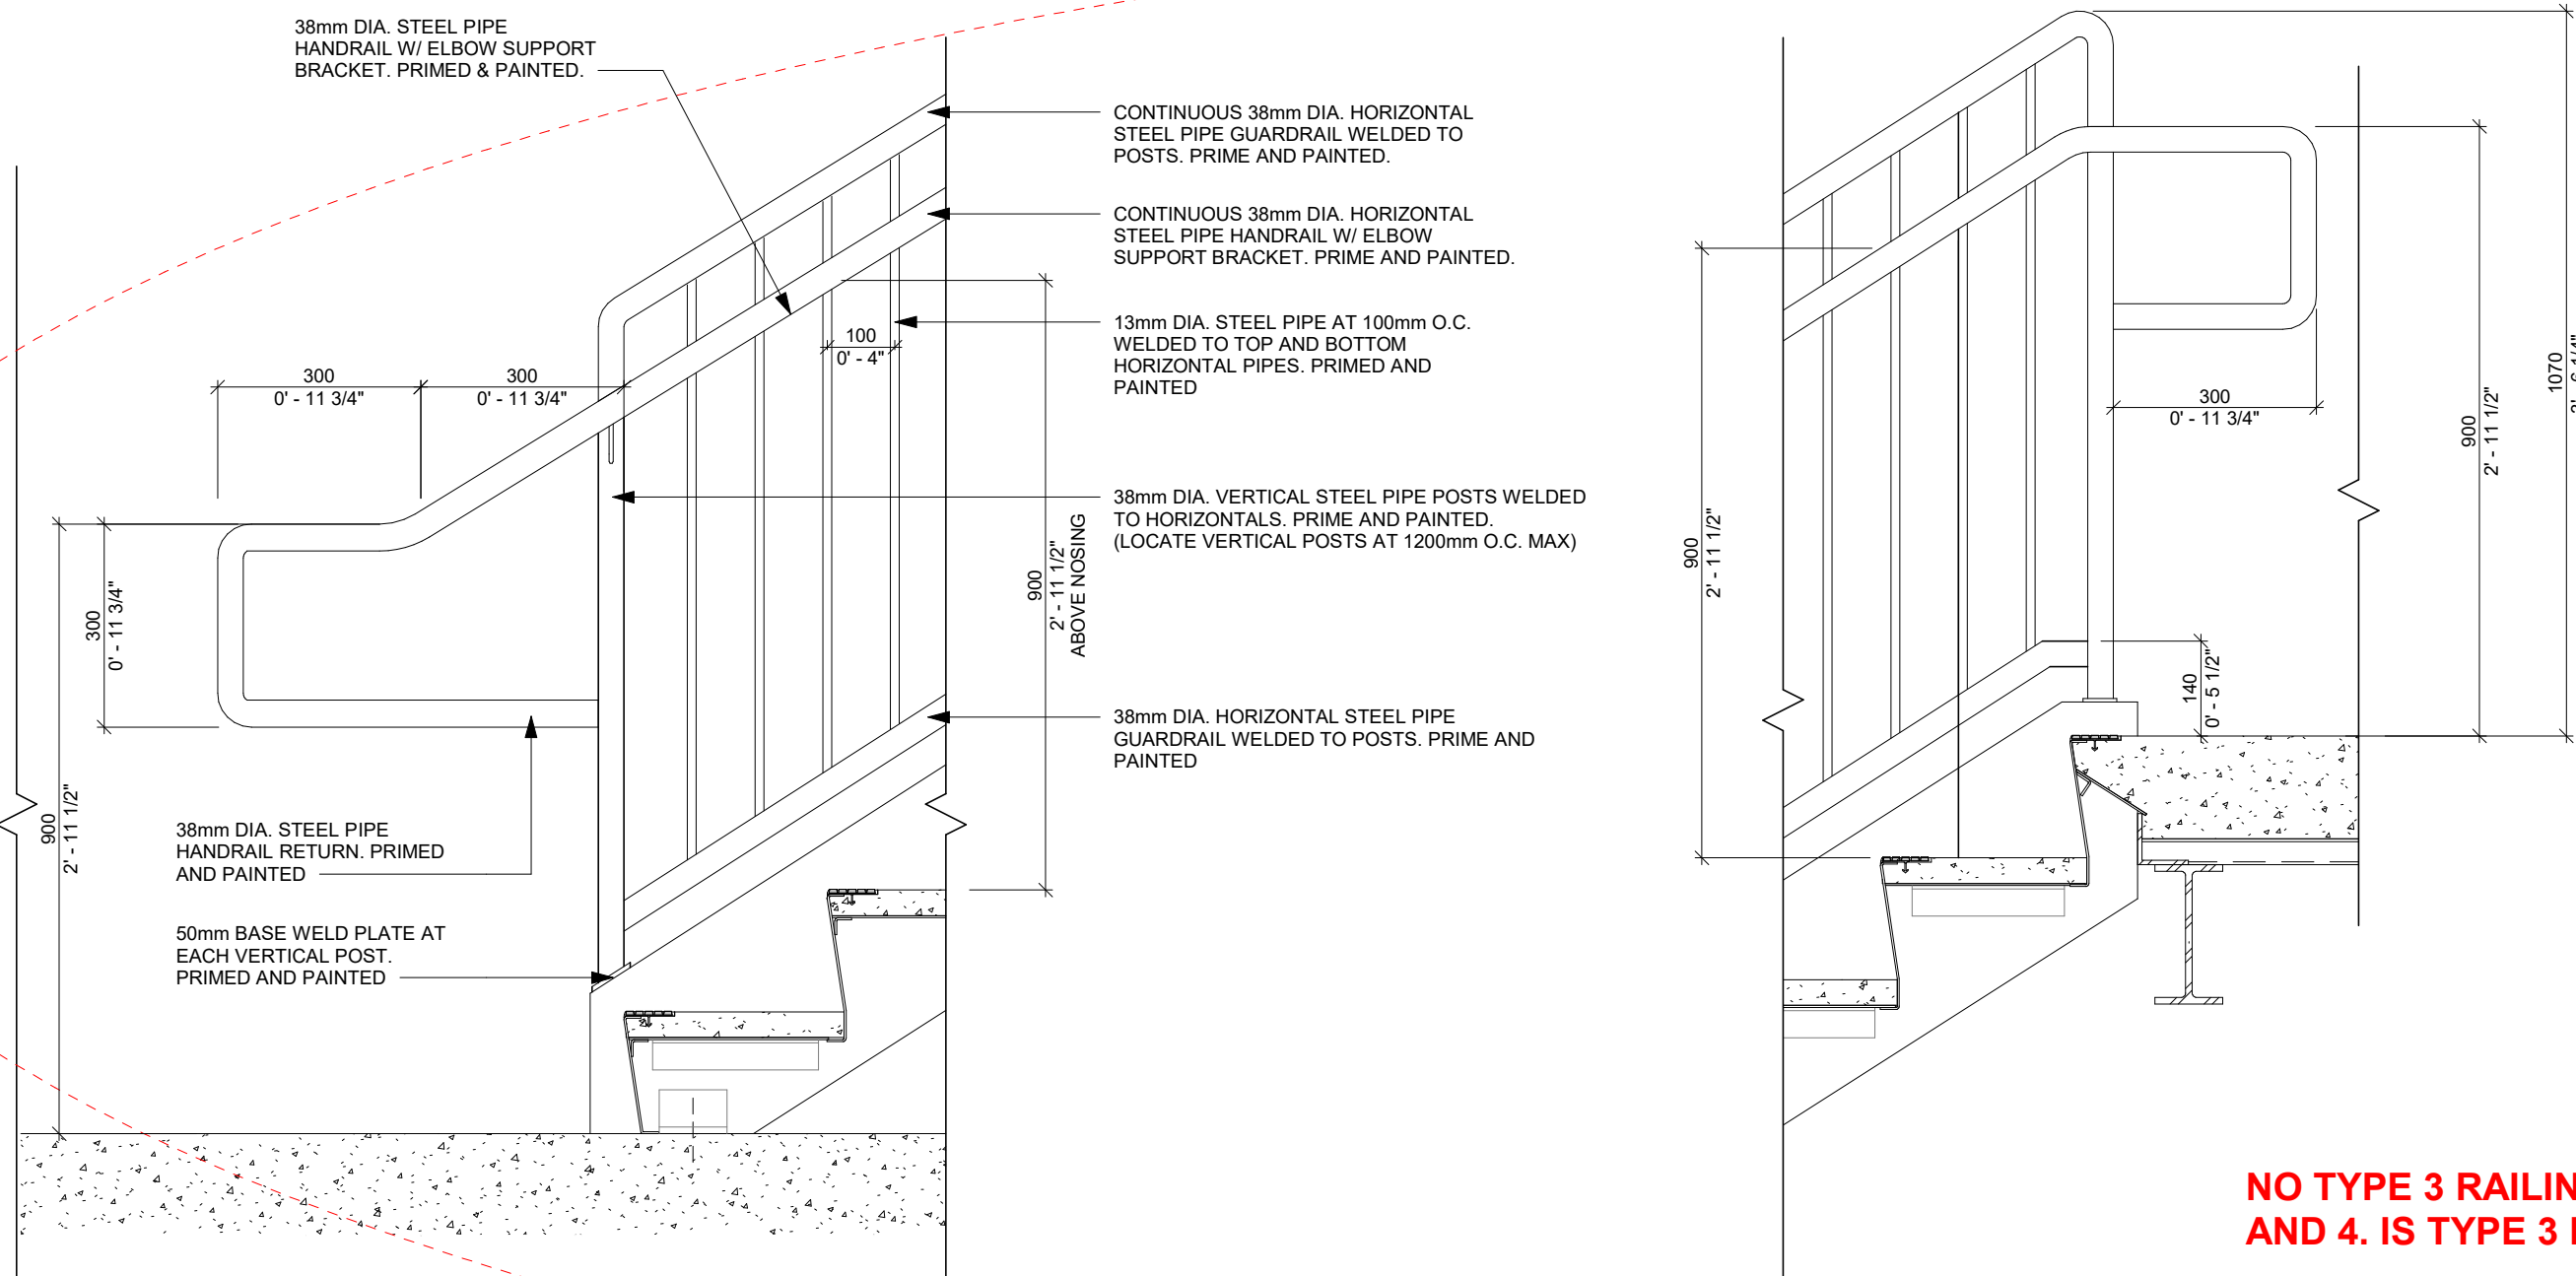 38mm DIA. STEEL PIPE
HANDRAIL W/ ELBOW SUPPORT
BRACKET. PRIMED & PAINTED.
CONTINUOUS 38mm DIA. HORIZONTAL
STEEL PIPE GUARDRAIL WELDED TO
POSTS. PRIME AND PAINTED.
CONTINUOUS 38mm DIA. HORIZONTAL
STEEL PIPE HANDRAIL W/ ELBOW
SUPPORT BRACKET. PRIME AND PAINTED.
13mm DIA. STEEL PIPE AT 100mm O.C.
WELDED TO TOP AND BOTTOM
HORIZONTAL PIPES. PRIMED AND
PAINTED
38mm DIA. VERTICAL STEEL PIPE POSTS WELDED
TO HORIZONTALS. PRIME AND PAINTED.
(LOCATE VERTICAL POSTS AT 1200mm O.C. MAX)
38mm DIA. HORIZONTAL STEEL PIPE
GUARDRAIL WELDED TO POSTS. PRIME AND
PAINTED
38mm DIA. STEEL PIPE
HANDRAIL RETURN. PRIMED
AND PAINTED
50mm BASE WELD PLATE AT
EACH VERTICAL POST.
PRIMED AND PAINTED
300
0' - 11 3/4"
300
0' - 11 3/4"
100
0' - 4"
300
0' - 11 3/4"
900
2' - 11 1/2"
900
2' - 11 1/2"
ABOVE NOSING
900
2' - 11 1/2"
300
0' - 11 3/4"
140
0' - 5 1/2"
900
2' - 11 1/2"
1070
NO TYPE 3 RAILIN
AND 4. IS TYPE 3